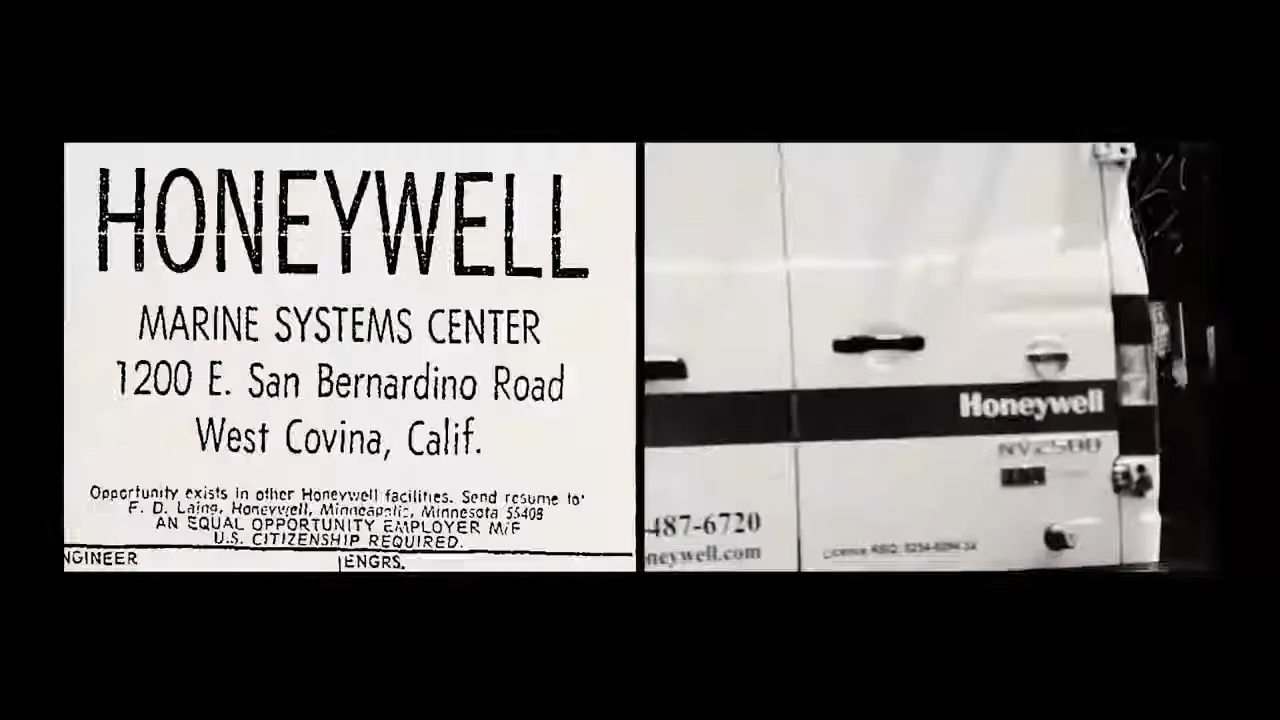 HONEYWELL
MARINE SYSTEMS CENTER
1200 E. San Bernardino Road
West Covina, Calif.
Opportunity exists in other Honeywell facilities. Send resume to
F. D. Laing, Honeywell, Minneapolis, Minnesota 55408
AN EQUAL OPPORTUNITY EMPLOYER M/F
U.S. CITIZENSHIP REQUIRED.
NGINEER
ENGRS.
Honeywell
NV2500
487-6720
neywell.com